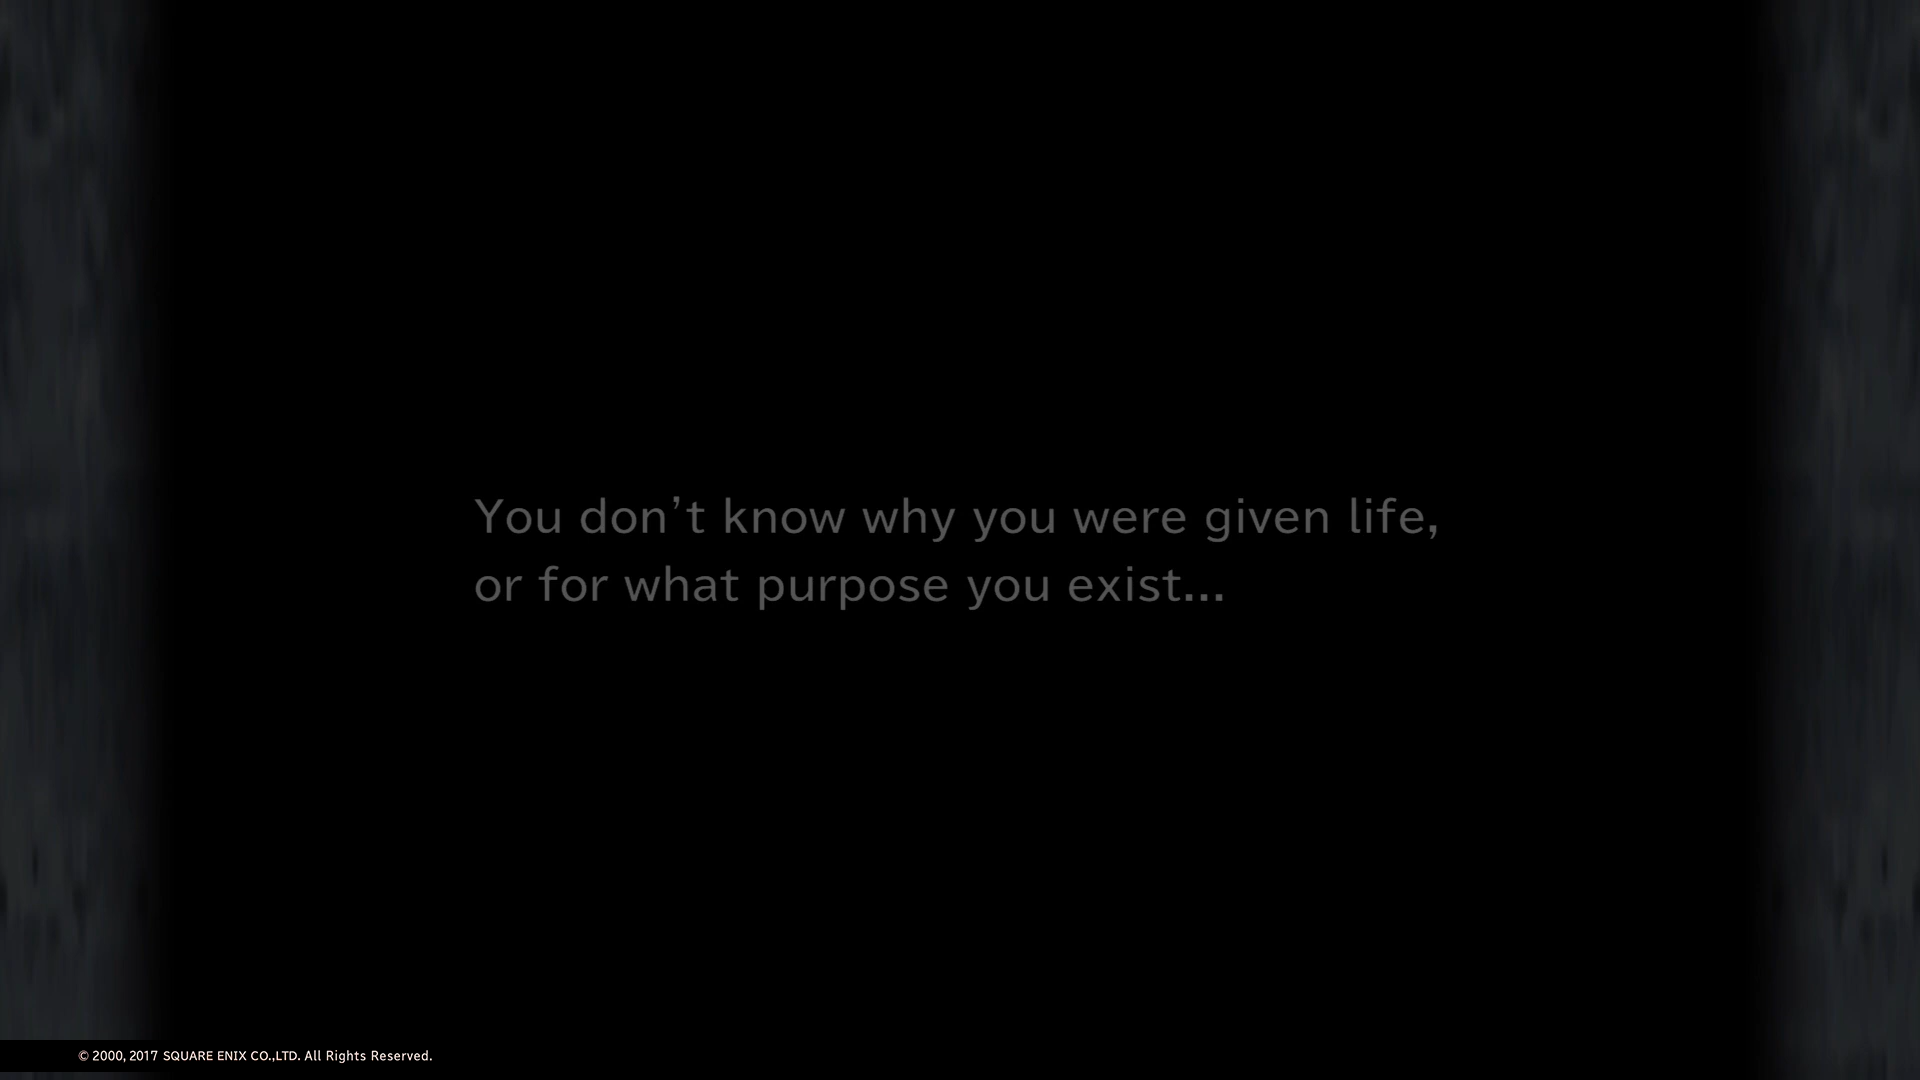 You don’t know why you were given life,
or for what purpose you exist...
© 2000, 2017 SQUARE ENIX CO.,LTD. All Rights Reserved.